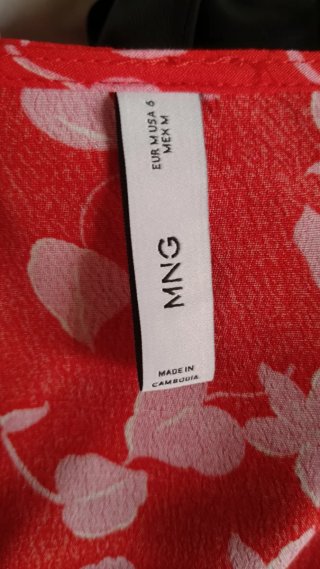 EUR M USA 6
MEX M
MNG
MADE IN
CAMBODIA